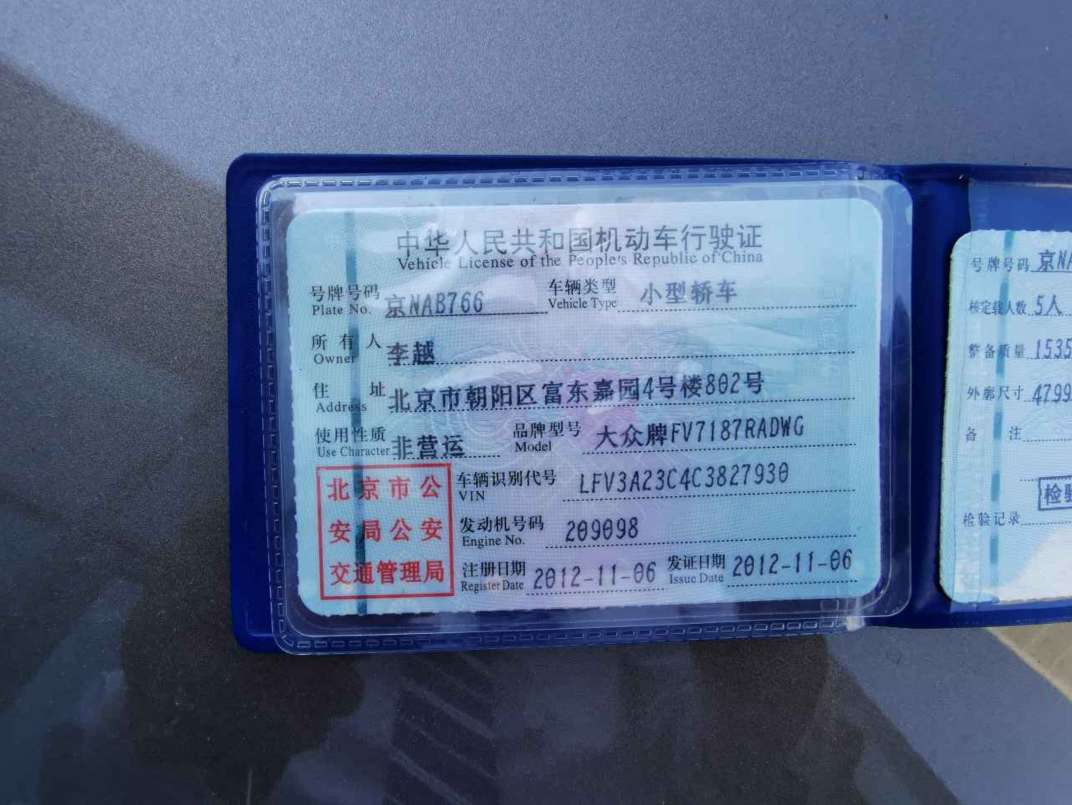 中华人民共和国机动车行驶证
Vehicle License of the People's Republic of China
号牌号码 京NAB766 车辆类型 小型轿车
Plate No. Vehicle Type
所有人 李越
Owner
住址 北京市朝阳区富东嘉园4号楼802号
Address
使用性质 非营运 品牌型号 大众牌FV7187RADWG
Use Character Model
车辆识别代号 LFV3A23C4C3827930
VIN
发动机号码 209098
Engine No.
注册日期 2012-11-06 发证日期 2012-11-06
Register Date Issue Date
北京市公
安局公安
交通管理局
号牌号码 京NA
核定载人数 5人
整备质量 1535
外廓尺寸 4799
备注
检验
检验记录